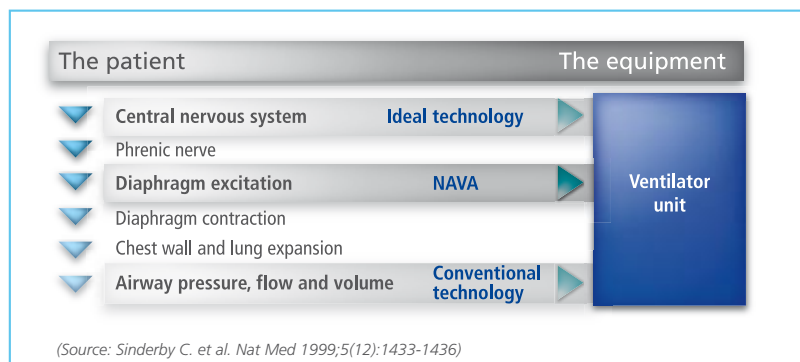 The patient The equipment
Central nervous system Ideal technology
Phrenic nerve
Diaphragm excitation NAVA
Ventilator
unit
Diaphragm contraction
Chest wall and lung expansion
Airway pressure, flow and volume Conventional
technology
(Source: Sinderby C. et al. Nat Med 1999;5(12):1433-1436)